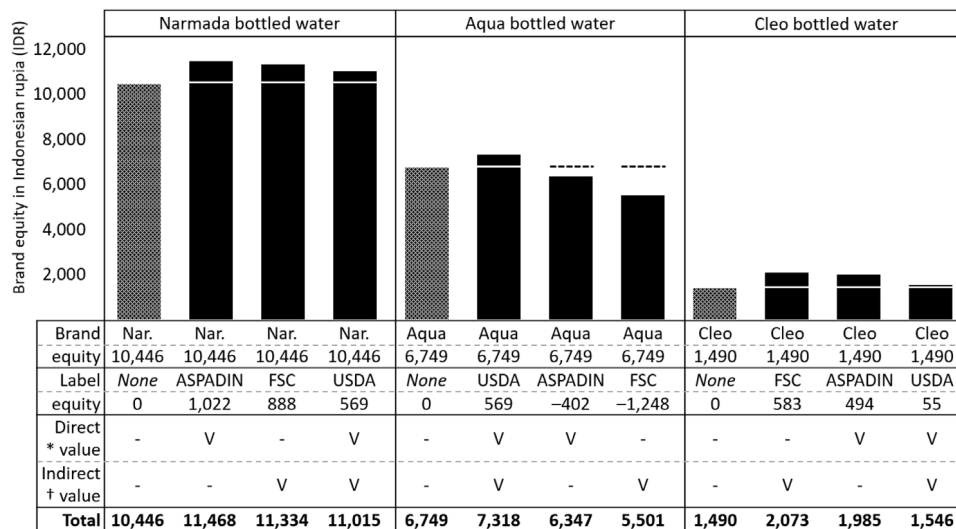 Narmada bottled water Aqua bottled water Cleo bottled water
Brand equity in Indonesian rupia (IDR)
12,000
10,000
8,000
6,000
4,000
2,000
Brand Nar. Nar. Nar. Nar. Aqua Aqua Aqua Aqua Cleo Cleo Cleo Cleo
equity 10,446 10,446 10,446 10,446 6,749 6,749 6,749 6,749 1,490 1,490 1,490 1,490
Label None ASPADIN FSC USDA None USDA ASPADIN FSC None FSC ASPADIN USDA
equity 0 1,022 888 569 0 569 –402 –1,248 0 583 494 55
Direct
* value - V - V - V V - - - V V
Indirect
† value - - V V - V - V - V - V
Total 10,446 11,468 11,334 11,015 6,749 7,318 6,347 5,501 1,490 2,073 1,985 1,546